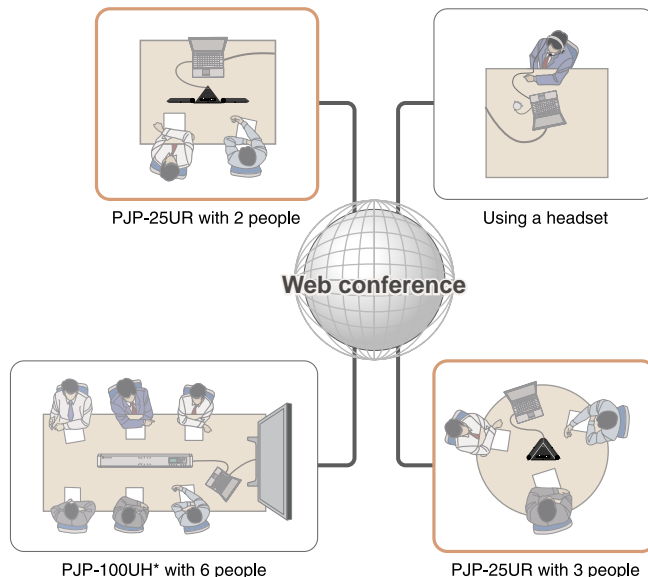 PJP-25UR with 2 people
Using a headset
Web conference
PJP-100UH* with 6 people
PJP-25UR with 3 people